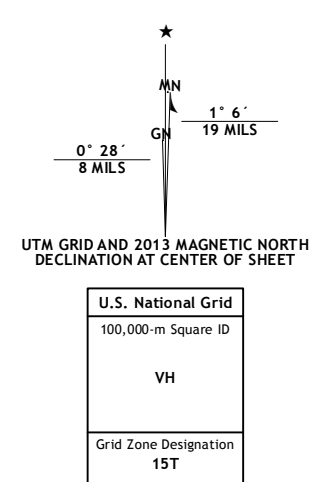 MN
GN
1° 6´
19 MILS
0° 28´
8 MILS
UTM GRID AND 2013 MAGNETIC NORTH
DECLINATION AT CENTER OF SHEET
U.S. National Grid
100,000-m Square ID
VH
Grid Zone Designation
15T